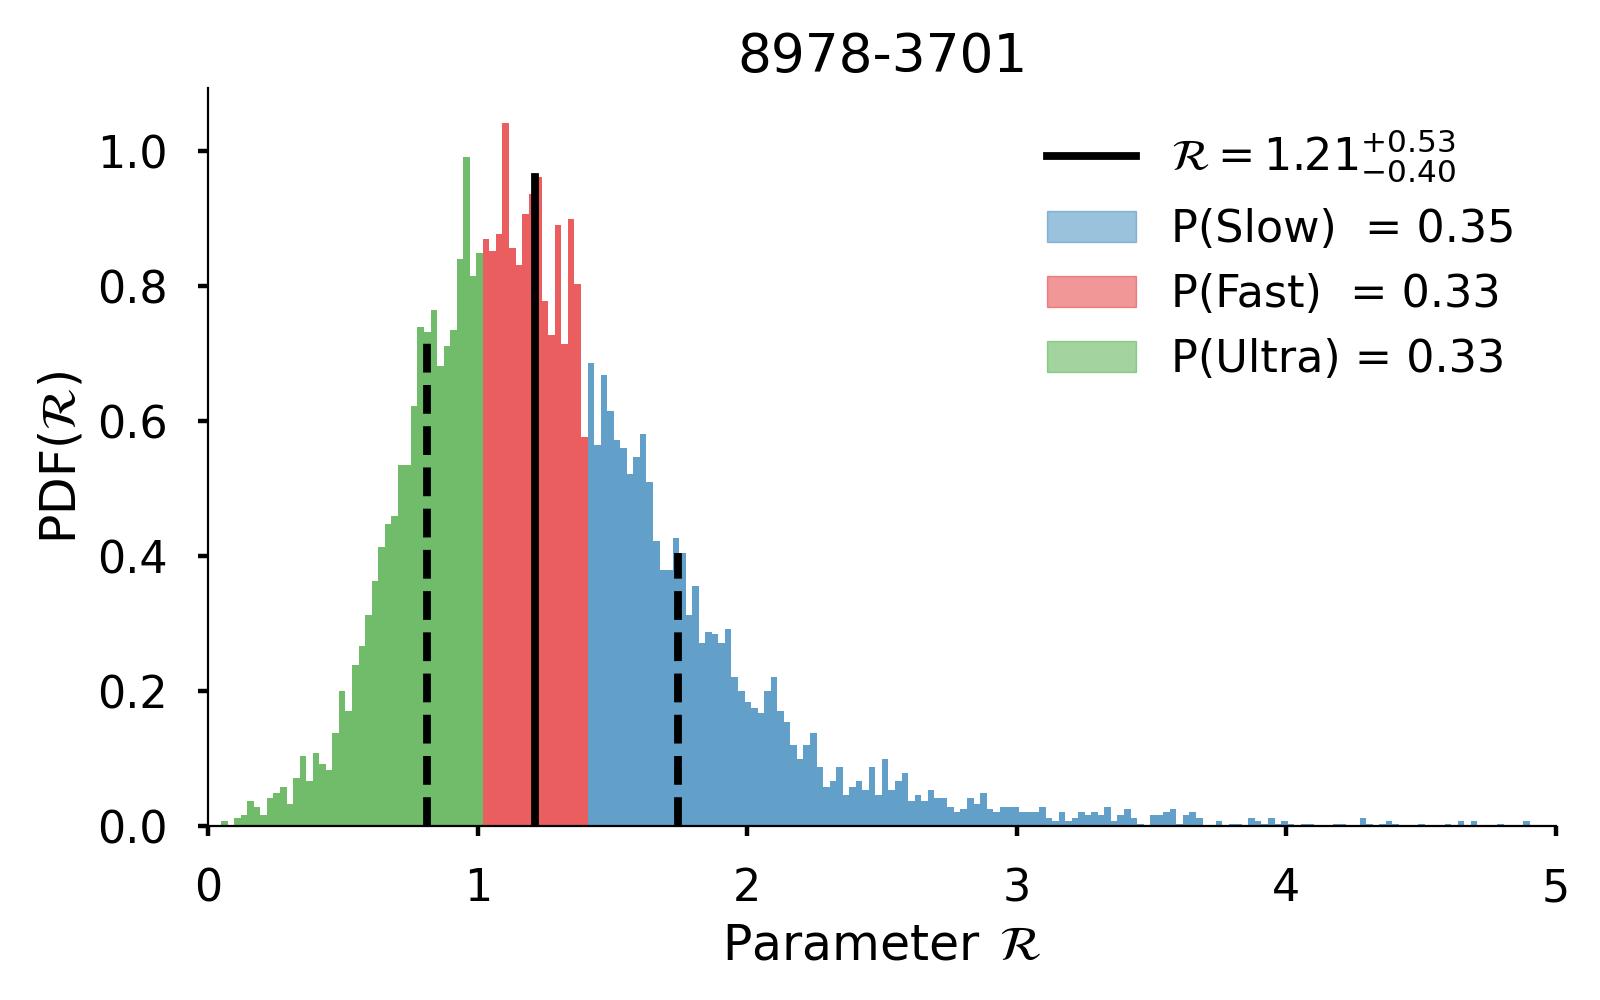 8978-3701
ℛ = 1.21 +0.53 −0.40
P(Slow) = 0.35
P(Fast) = 0.33
P(Ultra) = 0.33
PDF(ℛ)
1.0
0.8
0.6
0.4
0.2
0.0
0 1 2 3 4 5
Parameter ℛ